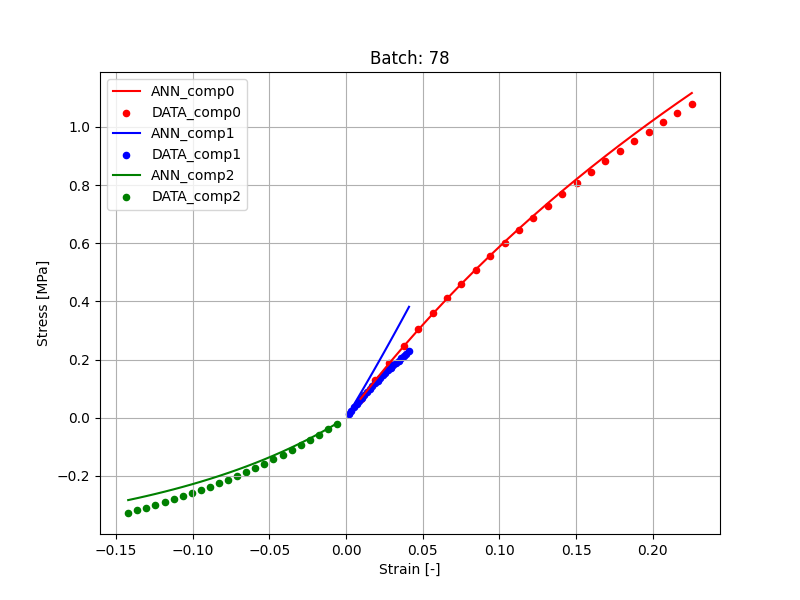 Batch: 78
ANN_comp0
DATA_comp0
ANN_comp1
DATA_comp1
ANN_comp2
DATA_comp2
1.0
0.8
0.6
0.4
0.2
0.0
−0.2
Stress [MPa]
−0.15
−0.10
−0.05
0.00
0.05
0.10
0.15
0.20
Strain [-]